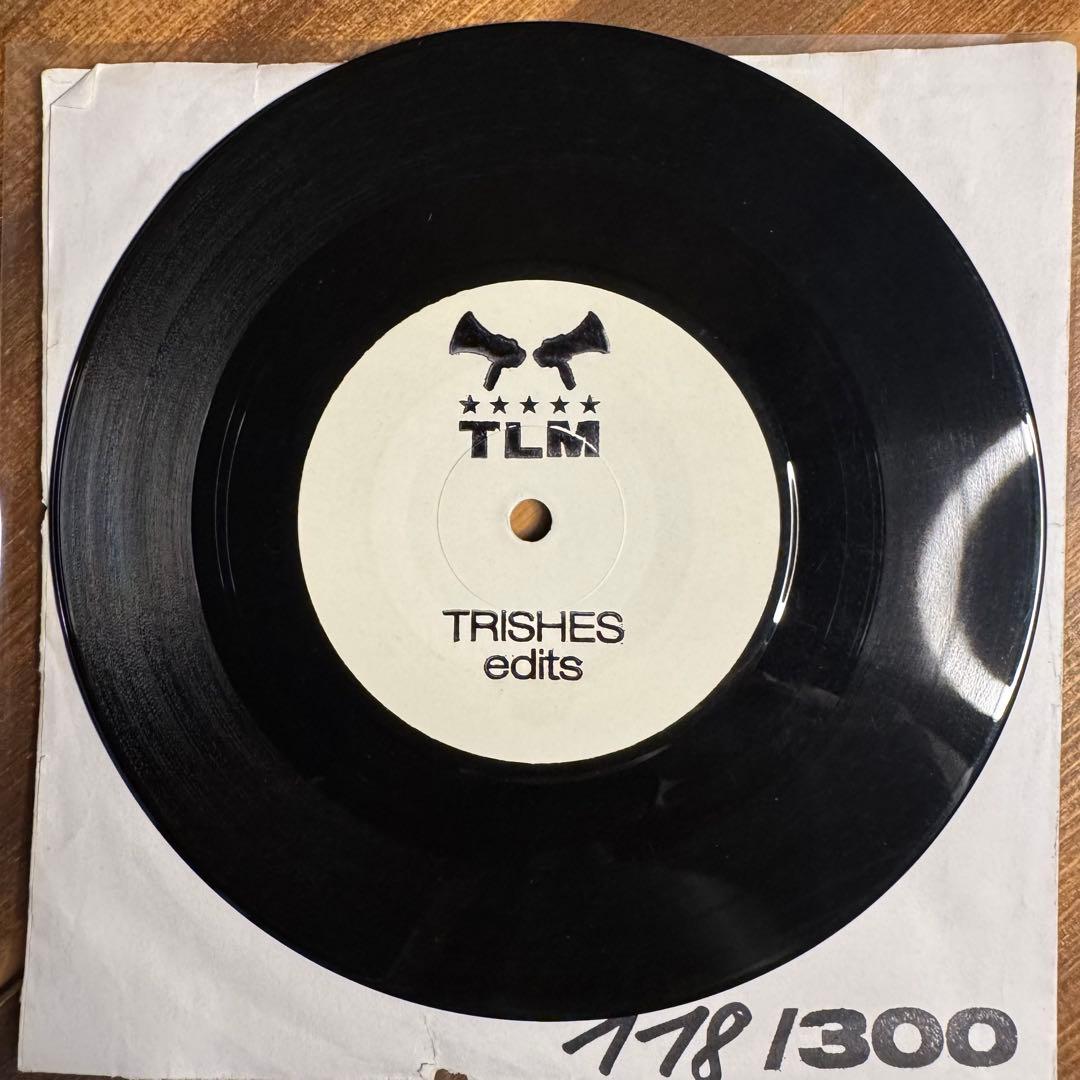 TLM
TRISHES
edits
118/300